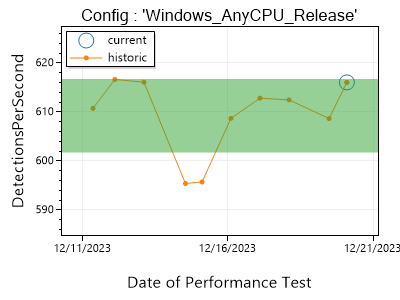 Config : 'Windows_AnyCPU_Release'
current
historic
DetectionsPerSecond
620
610
600
590
12/11/2023
12/16/2023
12/21/2023
Date of Performance Test